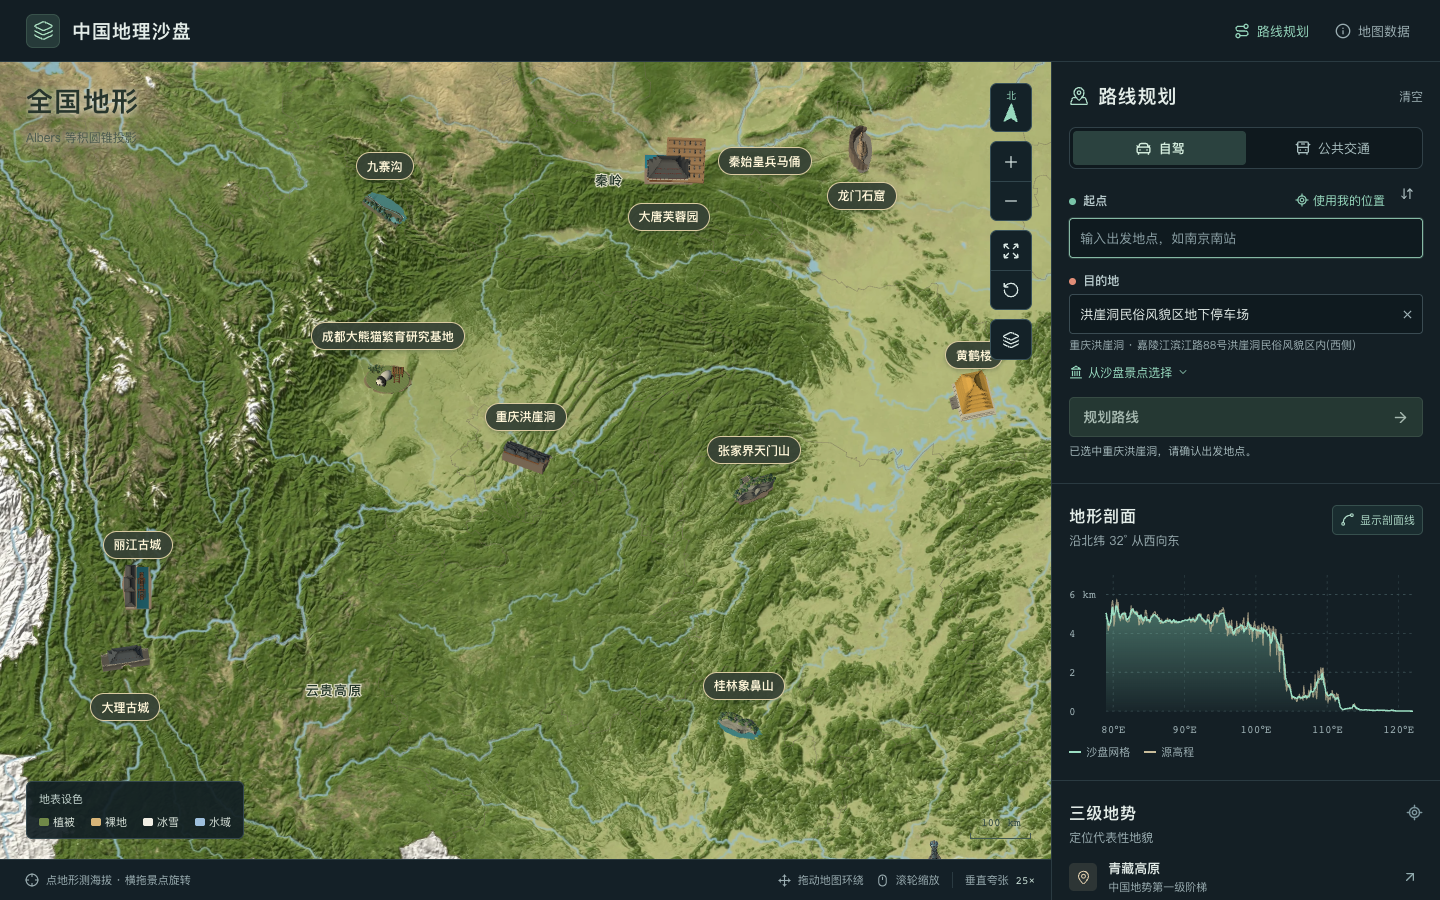 中国地理沙盘
路线规划
地图数据
全国地形
Albers 等积圆锥投影
北
九寨沟
秦岭
秦始皇兵马俑
龙门石窟
大唐芙蓉园
成都大熊猫繁育研究基地
黄鹤楼
重庆洪崖洞
张家界天门山
丽江古城
云贵高原
桂林象鼻山
大理古城
地表设色
植被 裸地 冰雪 水域
点地形测海拔 · 横拖景点旋转
拖动地图环绕
滚轮缩放
垂直夸张 25×
路线规划
清空
自驾
公共交通
起点
使用我的位置
输入出发地点，如南京南站
目的地
洪崖洞民俗风貌区地下停车场
重庆洪崖洞 · 嘉陵江滨江路88号洪崖洞民俗风貌区内(西侧)
从沙盘景点选择
规划路线
已选中重庆洪崖洞，请确认出发地点。
地形剖面
显示剖面线
沿北纬 32° 从西向东
6 km
4
2
0
80°E 90°E 100°E 110°E 120°E
沙盘网格 源高程
三级地势
定位代表性地貌
青藏高原
中国地势第一级阶梯